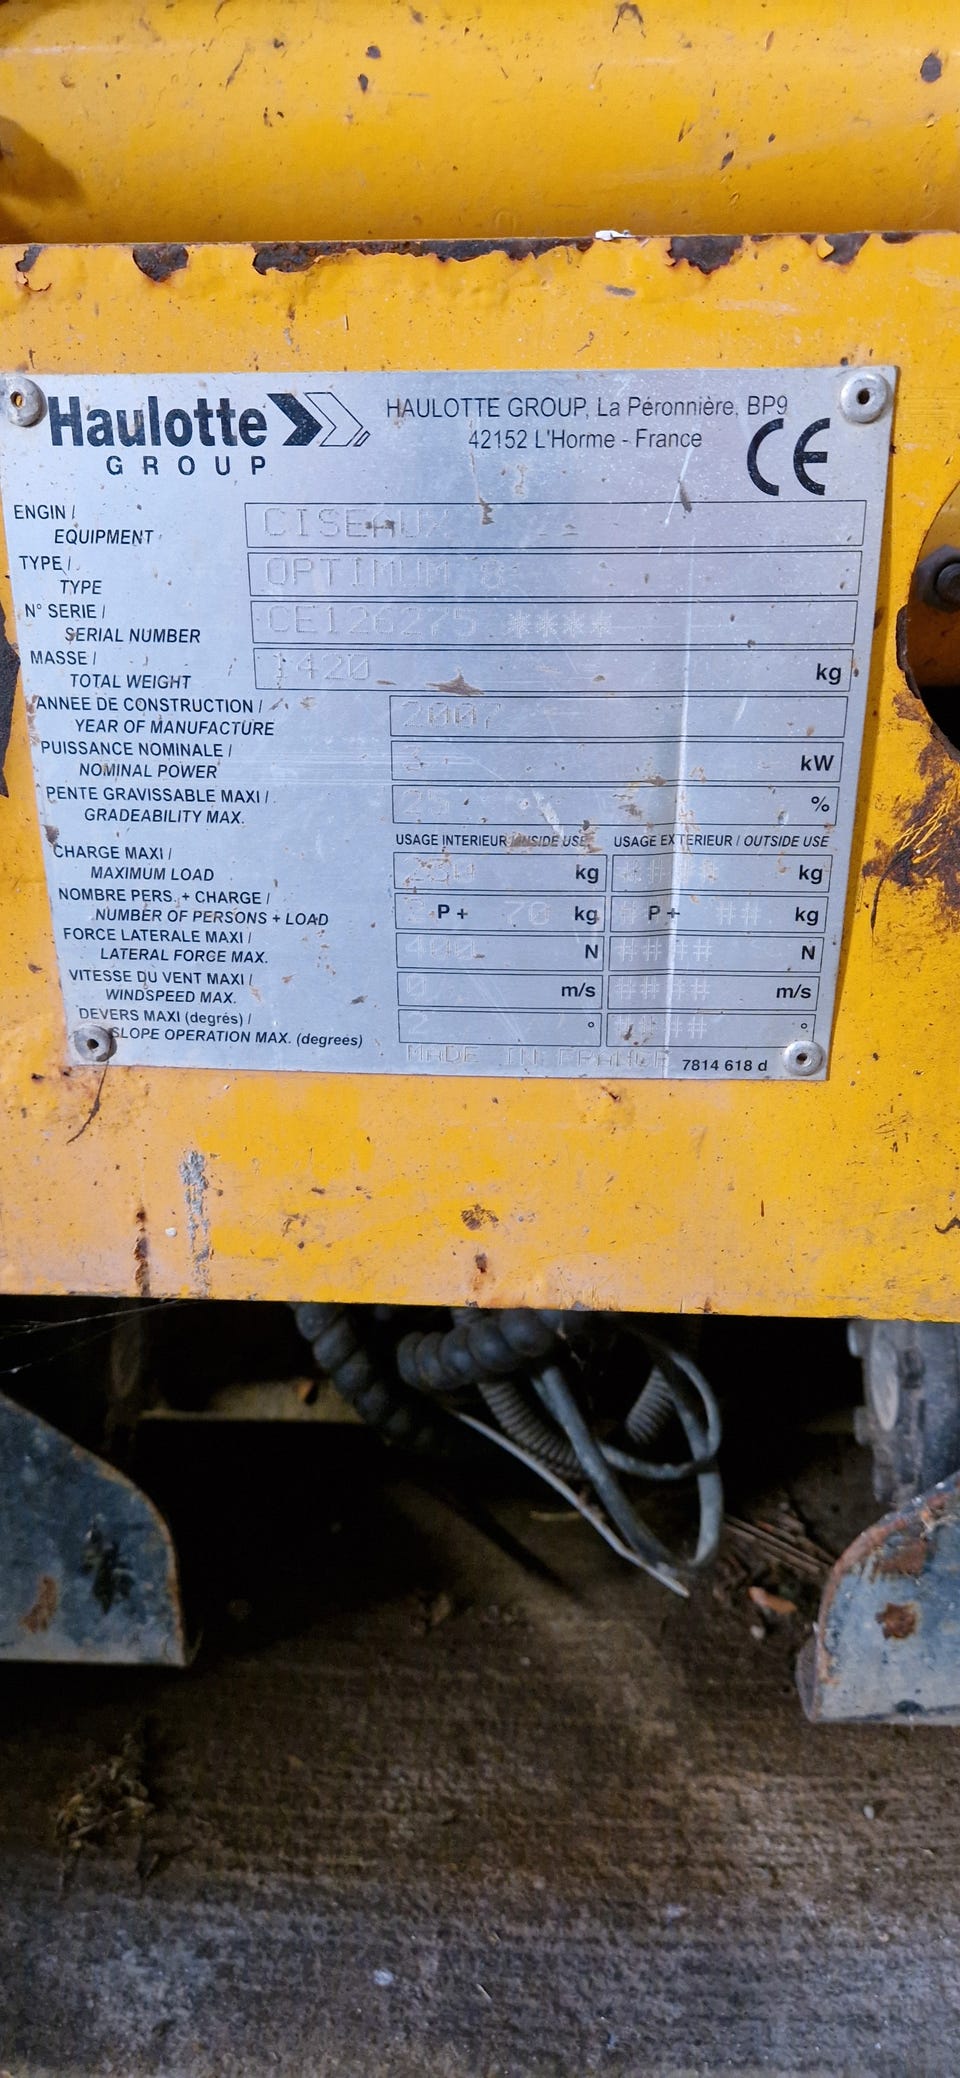 Haulotte
GROUP
HAULOTTE GROUP, La Péronnière, BP9
42152 L'Horme - France
CE
ENGIN /
EQUIPMENT
CISEAUX
TYPE /
TYPE
OPTIMUM 8
N° SERIE /
SERIAL NUMBER
CE126275 ****
MASSE /
TOTAL WEIGHT
1420 kg
ANNEE DE CONSTRUCTION /
YEAR OF MANUFACTURE
2007
PUISSANCE NOMINALE /
NOMINAL POWER
3 kW
PENTE GRAVISSABLE MAXI /
GRADEABILITY MAX.
25 %
USAGE INTERIEUR / INSIDE USE USAGE EXTERIEUR / OUTSIDE USE
CHARGE MAXI /
MAXIMUM LOAD
230 kg #### kg
NOMBRE PERS. + CHARGE /
NUMBER OF PERSONS + LOAD
2 P + 70 kg # P + ## kg
FORCE LATERALE MAXI /
LATERAL FORCE MAX.
400 N #### N
VITESSE DU VENT MAXI /
WINDSPEED MAX.
0 m/s #### m/s
DEVERS MAXI (degrés) /
SLOPE OPERATION MAX. (degrees)
2 ° #### °
MADE IN FRANCE 7814 618 d